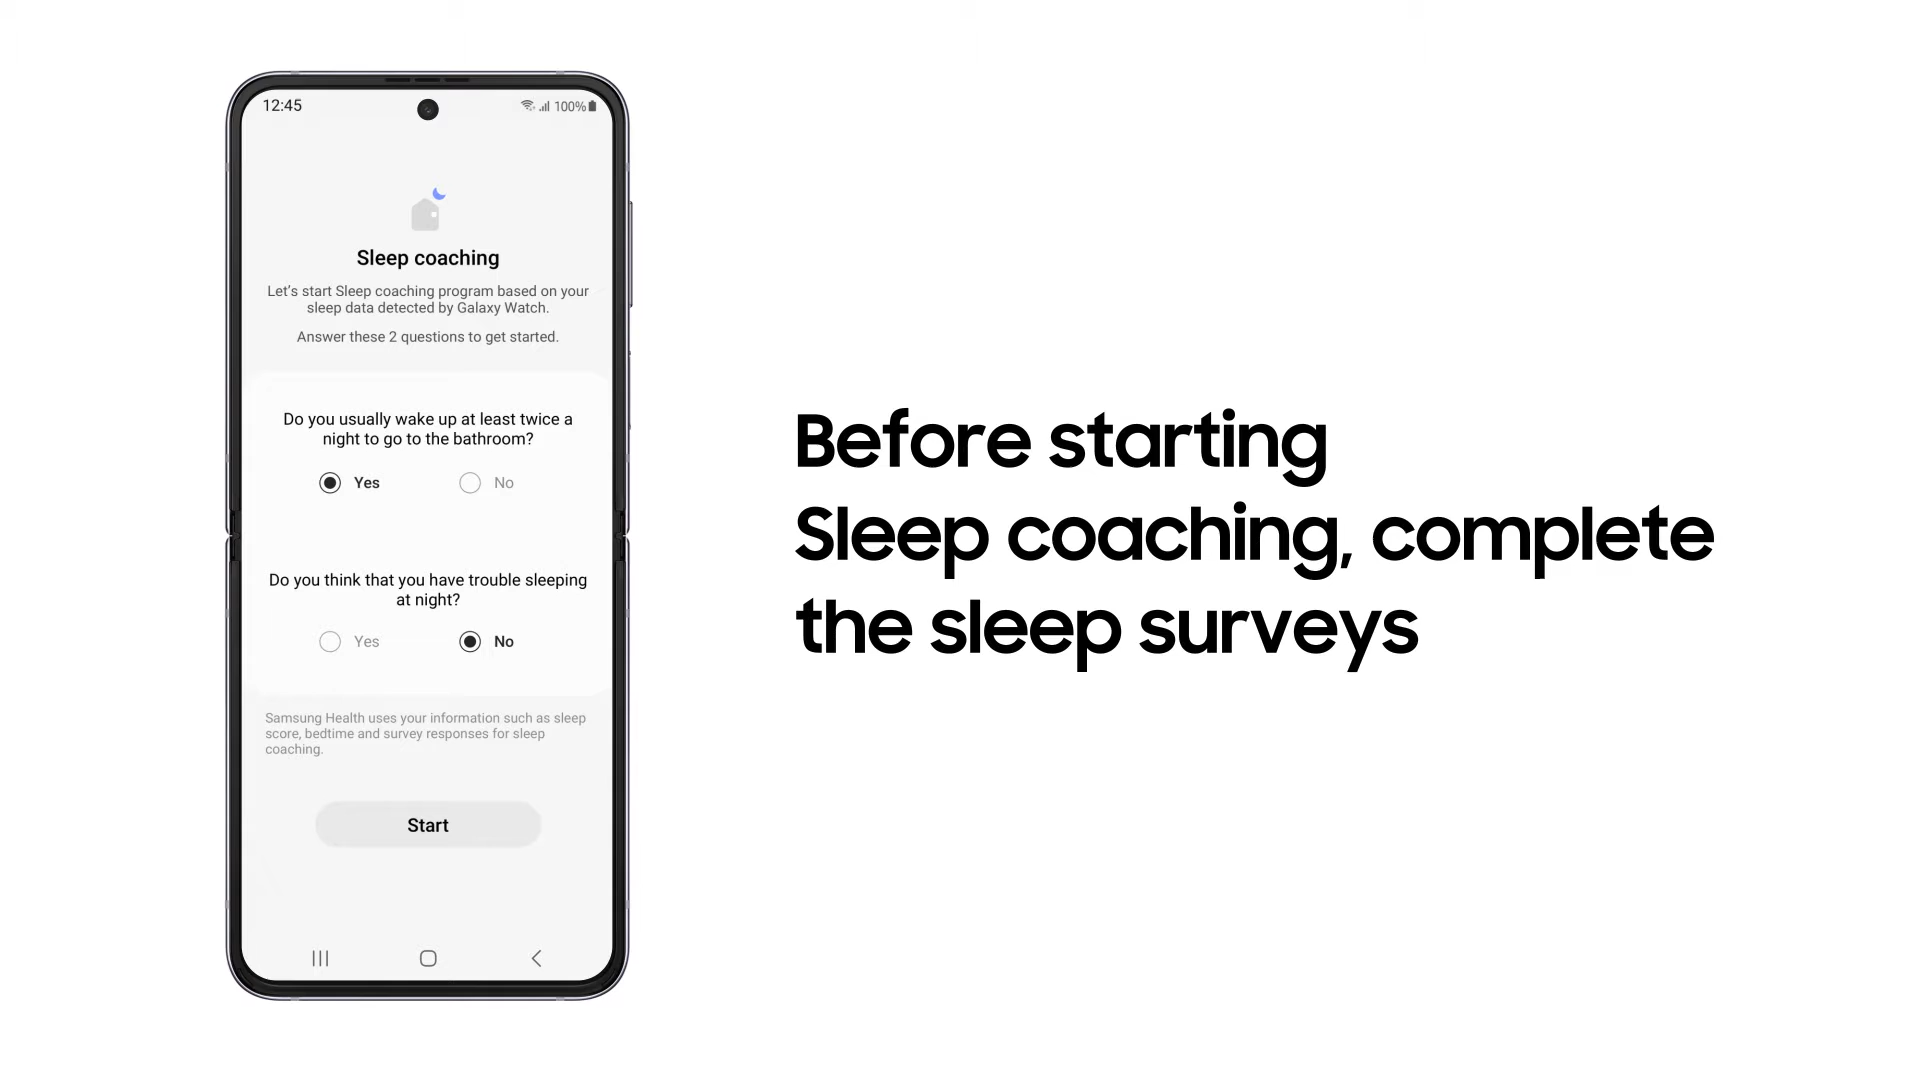 12:45
100%
Sleep coaching
Let's start Sleep coaching program based on your
sleep data detected by Galaxy Watch.
Answer these 2 questions to get started.
Do you usually wake up at least twice a
night to go to the bathroom?
Yes No
Do you think that you have trouble sleeping
at night?
Yes No
Samsung Health uses your information such as sleep
score, bedtime and survey responses for sleep
coaching.
Start
Before starting
Sleep coaching, complete
the sleep surveys